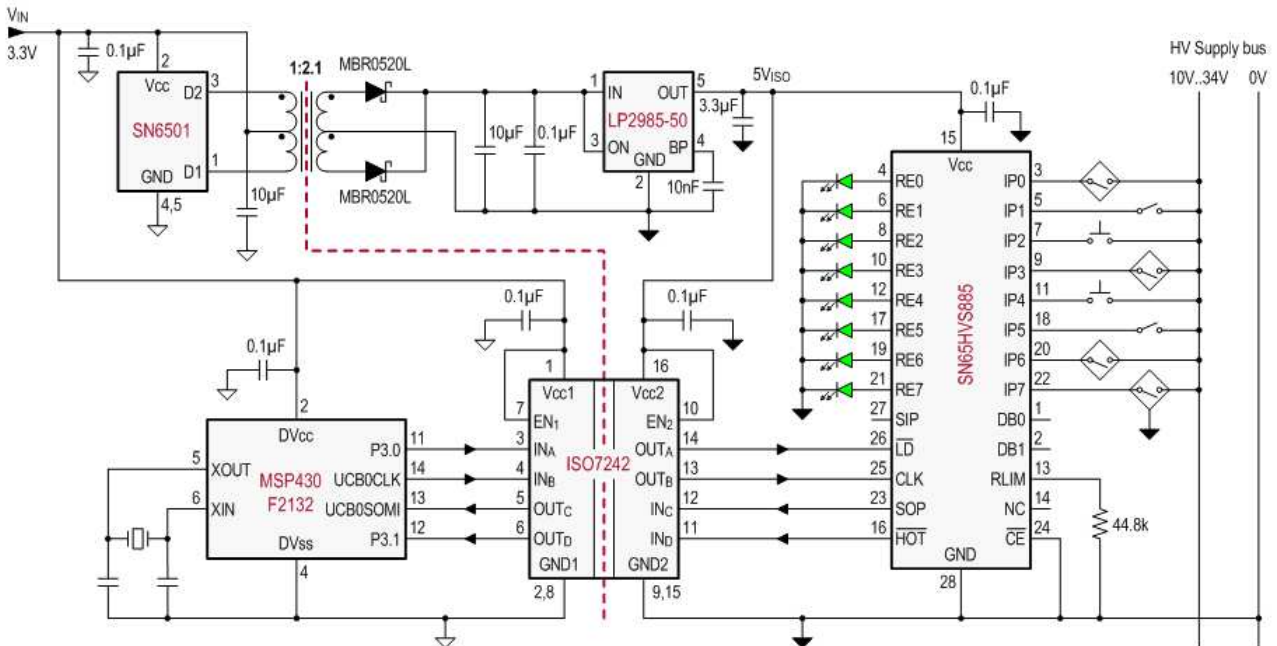 VIN
3.3V
0.1µF
2
Vcc
D2
3
SN6501
1
D1
GND
4,5
10µF
1:2.1
MBR0520L
MBR0520L
10µF
0.1µF
1
IN
OUT
5
LP2985-50
3
ON
BP
4
GND
2
10nF
3.3µF
5VISO
0.1µF
HV Supply bus
10V..34V
0V
15
Vcc
4
RE0
IP0
3
6
RE1
IP1
5
8
RE2
IP2
7
10
RE3
IP3
9
12
RE4
IP4
11
17
RE5
IP5
18
19
RE6
IP6
20
21
RE7
IP7
22
27
SIP
DB0
1
26
LD
DB1
2
25
CLK
RLIM
13
23
SOP
NC
14
16
HOT
CE
24
SN65HVS885
GND
28
44.8k
0.1µF
0.1µF
0.1µF
2
DVcc
5
XOUT
P3.0
11
6
XIN
UCB0CLK
14
MSP430
F2132
UCB0SOMI
13
P3.1
12
DVss
4
1
Vcc1
7
EN1
3
INA
4
INB
5
OUTC
6
OUTD
GND1
2,8
ISO7242
16
Vcc2
10
EN2
14
OUTA
13
OUTB
12
INC
11
IND
GND2
9,15